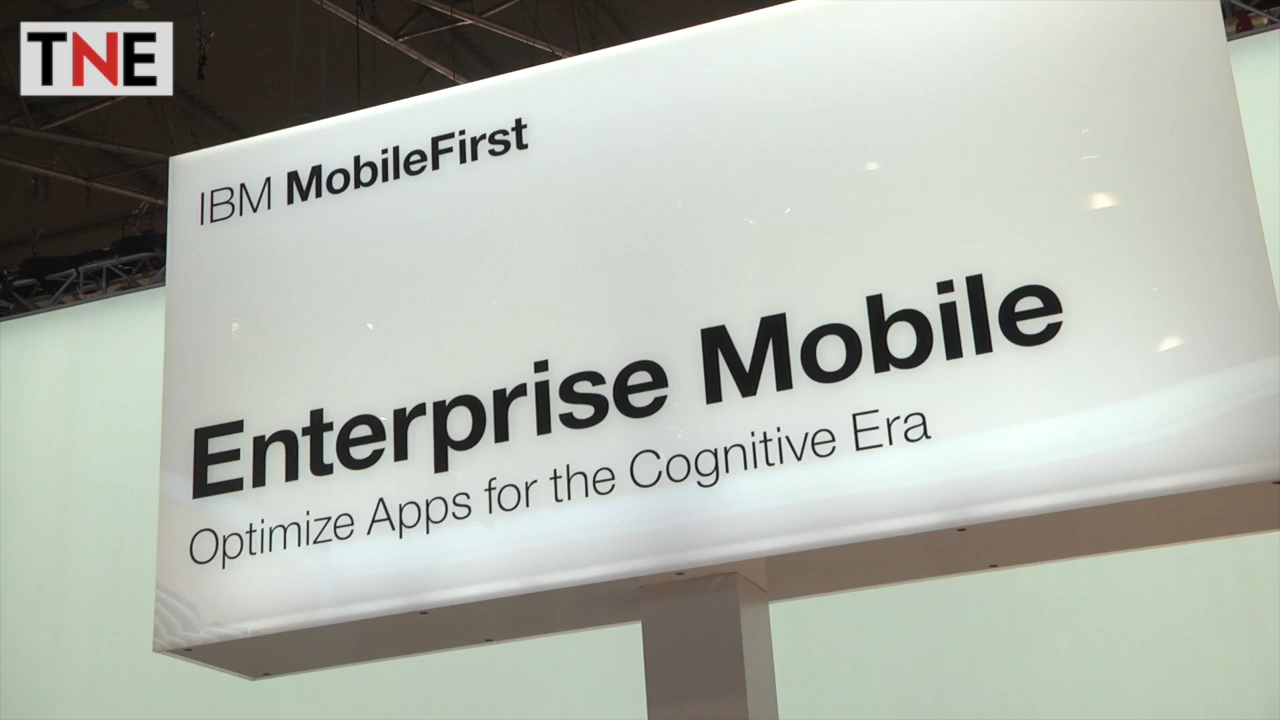 TNE
IBM MobileFirst
Enterprise Mobile
Optimize Apps for the Cognitive Era